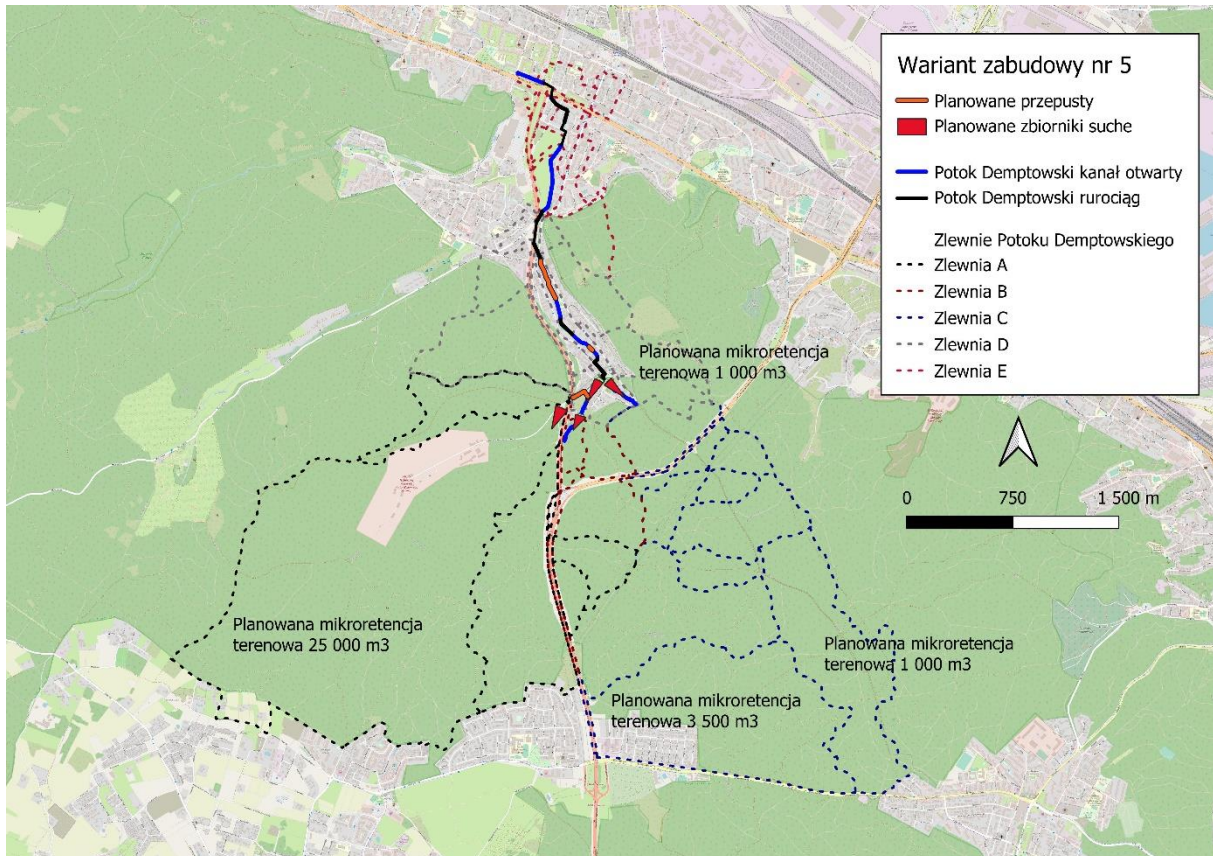 Wariant zabudowy nr 5
Planowane przepusty
Planowane zbiorniki suche
Potok Demptowski kanał otwarty
Potok Demptowski rurociąg
Zlewnie Potoku Demptowskiego
Zlewnia A
Zlewnia B
Zlewnia C
Zlewnia D
Zlewnia E
Planowana mikroretencja
terenowa 1 000 m3
0 750 1 500 m
Planowana mikroretencja
terenowa 25 000 m3
Planowana mikroretencja
terenowa 1 000 m3
Planowana mikroretencja
terenowa 3 500 m3